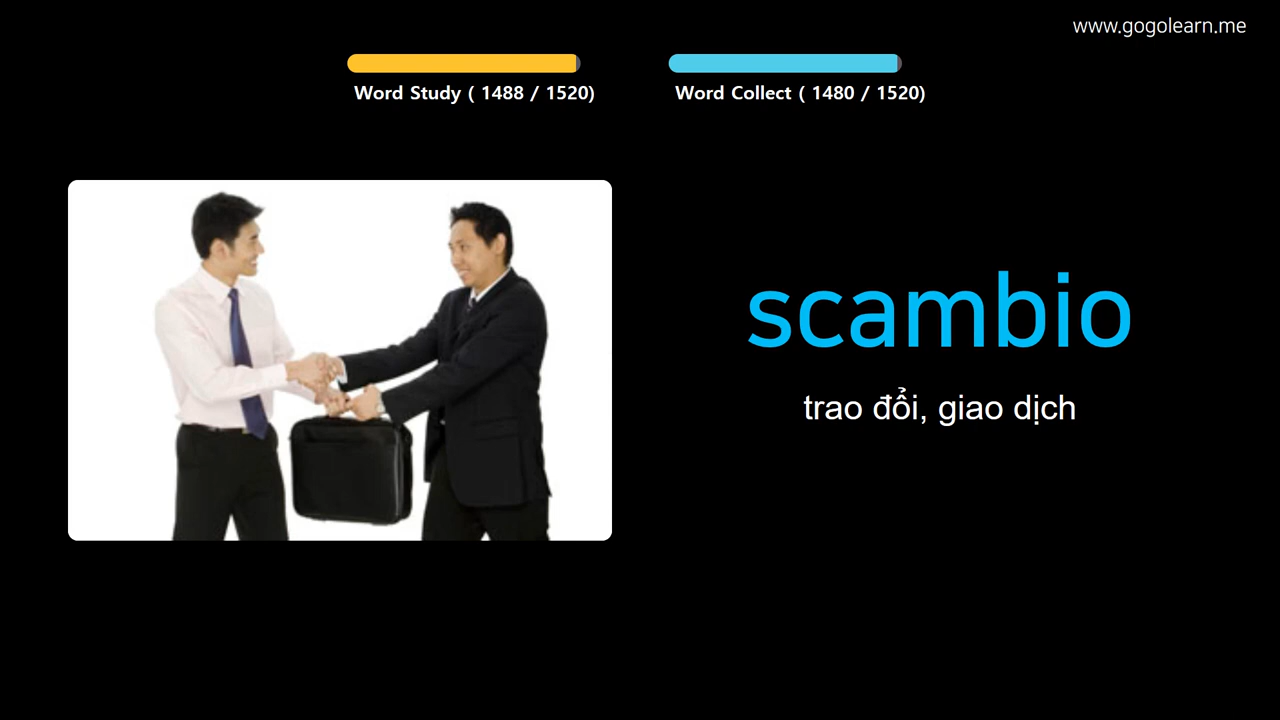 www.gogolearn.me
Word Study ( 1488 / 1520)
Word Collect ( 1480 / 1520)
scambio
trao đổi, giao dịch